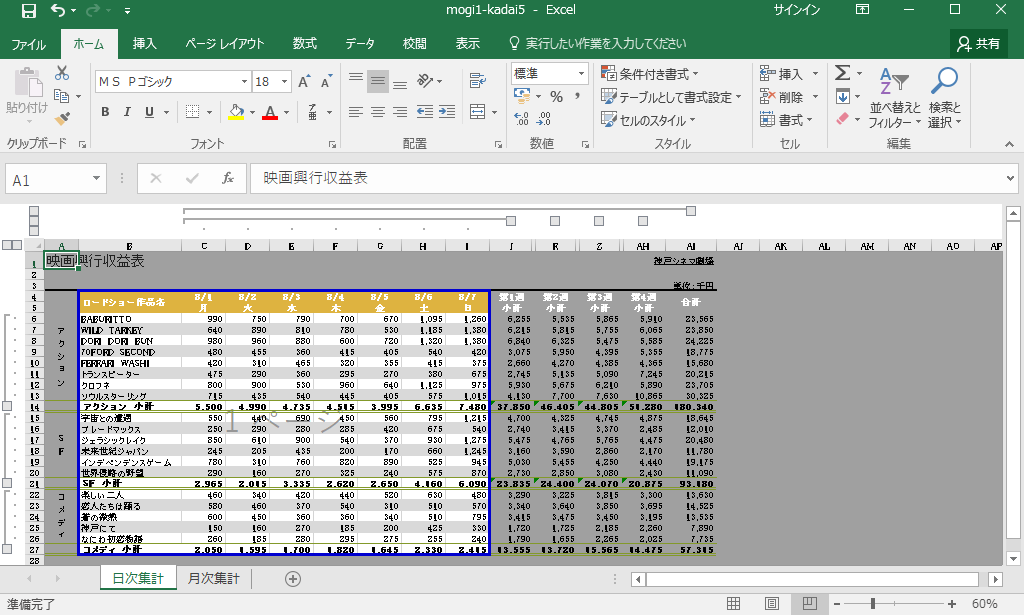 mogi1-kadai5 - Excel サインイン
ファイル ホーム 挿入 ページ レイアウト 数式 データ 校閲 表示 実行したい作業を入力してください 共有
貼り付け ＭＳ Ｐゴシック 18 A A 標準 条件付き書式 挿入 Σ 並べ替えと フィルター 検索と 選択
B I U A % , テーブルとして書式設定 削除
セルのスタイル 書式
クリップボード フォント 配置 数値 スタイル セル 編集
A1 fx 映画興行収益表
A B C D E F G H I J R Z AH AI AJ AK AL AM AN AO AP
1 映画興行収益表 神戸シネマ劇場
2
3 単位：千円
4 ロードショー作品名 8/1 8/2 8/3 8/4 8/5 8/6 8/7 第1週 第2週 第3週 第4週 合計
5 月 火 水 木 金 土 日 小計 小計 小計 小計
6 BABURITTO 990 750 790 700 670 1,095 1,260 6,255 5,535 5,865 5,910 23,565
7 アクション WILD TARKEY 640 890 810 780 530 1,185 1,380 6,215 5,815 5,755 6,065 23,850
8 DORI DORI BUN 980 960 880 600 720 1,320 1,380 6,840 6,325 5,475 5,585 24,225
9 70FORD SECOND 480 455 360 415 405 540 420 3,075 5,950 4,395 5,355 18,775
10 FERRARI WASHI 420 310 465 320 355 415 375 2,660 4,270 4,385 4,365 15,680
11 トランスピーター 475 290 360 295 270 380 675 2,745 5,135 5,090 7,245 20,215
12 クロフネ 800 900 530 960 640 1,125 975 5,930 5,675 6,210 5,890 23,705
13 ソウルスターリング 715 435 540 445 405 575 1,015 4,130 7,700 7,630 10,865 30,325
14 アクション 小計 5,500 4,990 4,735 4,515 3,995 6,635 7,480 37,850 46,405 44,805 51,280 180,340
15 宇宙との遭遇 550 440 690 560 795 1,215 4,700 4,325 4,745 4,875 18,645
16 ブレードマックス 250 290 280 285 420 675 540 2,740 3,415 3,370 2,485 12,010
17 SF ジェラシックレイク 850 610 900 540 370 930 1,275 5,475 4,765 5,765 4,475 20,480
18 未来世紀ジャパン 245 205 435 200 170 660 1,245 3,160 3,590 2,860 2,170 11,780
19 インデペンデンスゲーム 780 310 760 820 890 525 945 5,030 5,455 4,250 4,440 19,175
20 世界侵略の野望 290 160 270 325 240 575 870 2,730 2,850 3,080 2,430 11,090
21 SF 小計 2,965 2,015 3,335 2,620 2,650 4,160 6,090 23,835 24,400 24,070 20,875 93,180
22 コメディ 楽しい二人 460 340 420 440 520 630 480 3,290 3,225 3,815 3,300 13,630
23 恋人たちは踊る 580 460 370 540 310 510 570 3,340 3,640 3,850 3,695 14,525
24 600 450 360 360 340 510 795 3,415 3,475 3,450 3,195 13,535
25 神戸にて 150 160 270 185 200 425 330 1,720 1,725 2,185 2,260 7,890
26 なにわ初恋物語 260 185 280 295 275 255 240 1,790 1,655 2,265 2,025 7,735
27 コメディ 小計 2,050 1,595 1,700 1,820 1,645 2,330 2,415 13,555 13,720 15,565 14,475 57,315
28
1 ページ
日次集計 月次集計
準備完了 60%